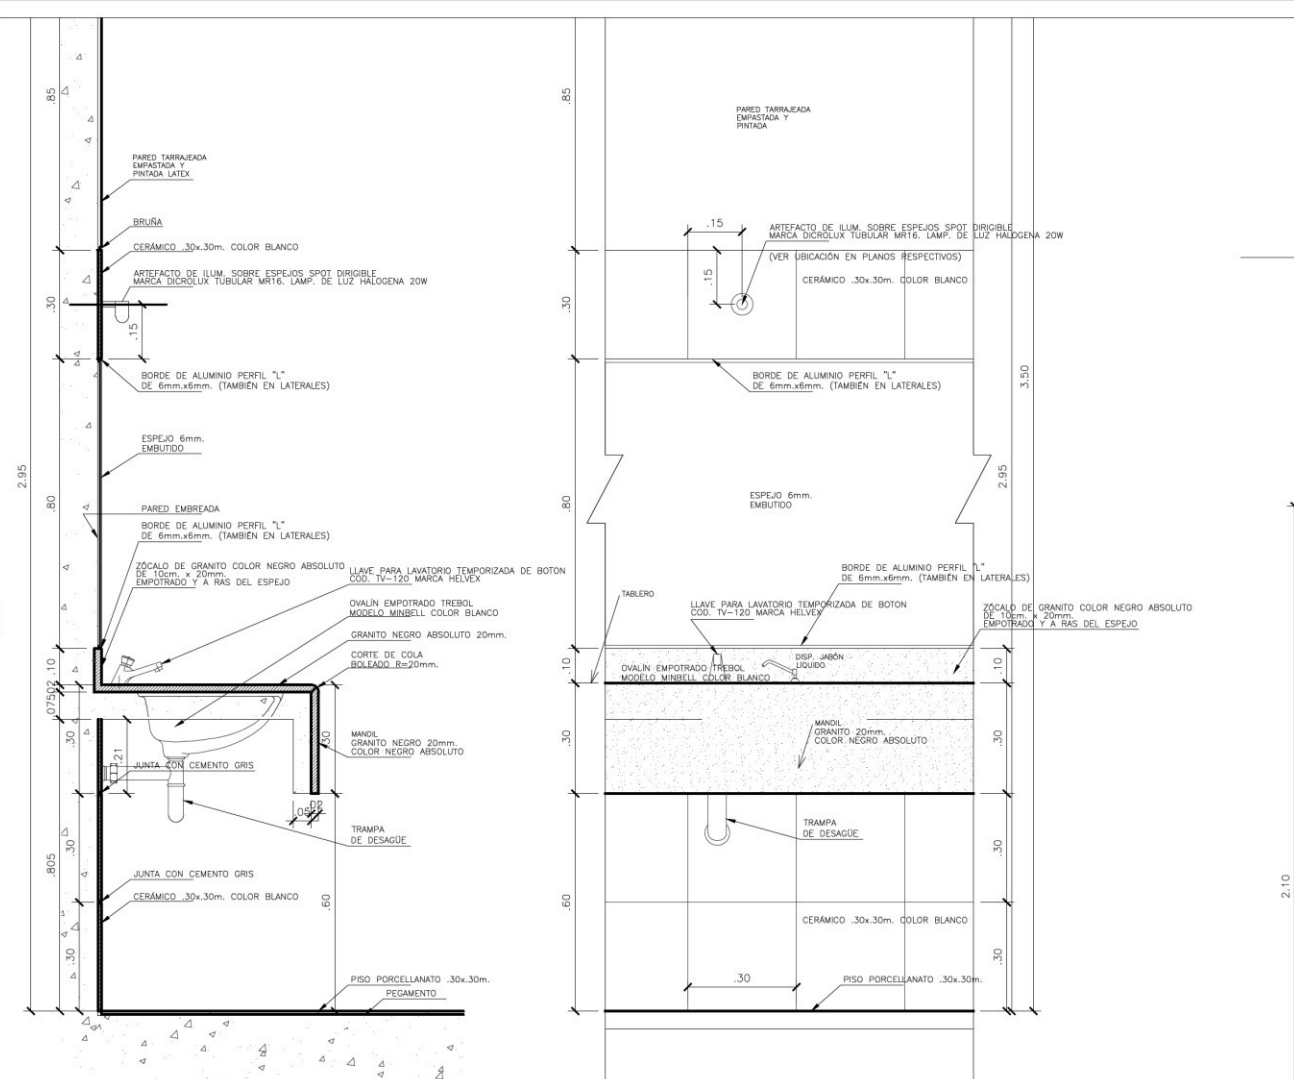 .85
PARED TARRAJEADA
EMPASTADA Y
PINTADA LATEX
BRUÑA
CERÁMICO .30x.30m. COLOR BLANCO
ARTEFACTO DE ILUM. SOBRE ESPEJOS SPOT DIRIGIBLE
MARCA DICROLUX TUBULAR MR16. LAMP. DE LUZ HALOGENA 20W
.30
.15
BORDE DE ALUMINIO PERFIL "L"
DE 6mm.x6mm. (TAMBIÉN EN LATERALES)
ESPEJO 6mm.
EMBUTIDO
2.95
.80
PARED EMBREADA
BORDE DE ALUMINIO PERFIL "L"
DE 6mm.x6mm. (TAMBIÉN EN LATERALES)
ZÓCALO DE GRANITO COLOR NEGRO ABSOLUTO
DE 10cm. x 20mm.
EMPOTRADO Y A RAS DEL ESPEJO
LLAVE PARA LAVATORIO TEMPORIZADA DE BOTON
COD. TV-120 MARCA HELVEX
OVALÍN EMPOTRADO TREBOL
MODELO MINBELL COLOR BLANCO
GRANITO NEGRO ABSOLUTO 20mm.
CORTE DE COLA
BOLEADO R=20mm.
.10
.02
.075
.30
.21
.30
MANDIL
GRANITO NEGRO 20mm.
COLOR NEGRO ABSOLUTO
JUNTA CON CEMENTO GRIS
.02
.05
TRAMPA
DE DESAGÜE
.805
.30
JUNTA CON CEMENTO GRIS
CERÁMICO .30x.30m. COLOR BLANCO
.60
.30
PISO PORCELLANATO .30x.30m.
PEGAMENTO
.85
PARED TARRAJEADA
EMPASTADA Y
PINTADA
.15
ARTEFACTO DE ILUM. SOBRE ESPEJOS SPOT DIRIGIBLE
MARCA DICROLUX TUBULAR MR16. LAMP. DE LUZ HALOGENA 20W
(VER UBICACIÓN EN PLANOS RESPECTIVOS)
.15
CERÁMICO .30x.30m. COLOR BLANCO
.30
BORDE DE ALUMINIO PERFIL "L"
DE 6mm.x6mm. (TAMBIÉN EN LATERALES)
3.50
2.95
.80
ESPEJO 6mm.
EMBUTIDO
BORDE DE ALUMINIO PERFIL "L"
DE 6mm.x6mm. (TAMBIÉN EN LATERALES)
TABLERO
LLAVE PARA LAVATORIO TEMPORIZADA DE BOTON
COD. TV-120 MARCA HELVEX
ZÓCALO DE GRANITO COLOR NEGRO ABSOLUTO
DE 10cm. x 20mm.
EMPOTRADO Y A RAS DEL ESPEJO
DISP. JABÓN
LÍQUIDO
OVALÍN EMPOTRADO TREBOL
MODELO MINBELL COLOR BLANCO
.10
.10
MANDIL
GRANITO 20mm.
COLOR NEGRO ABSOLUTO
.30
.30
TRAMPA
DE DESAGÜE
.30
.60
CERÁMICO .30x.30m. COLOR BLANCO
.30
.30
PISO PORCELLANATO .30x.30m.
2.10